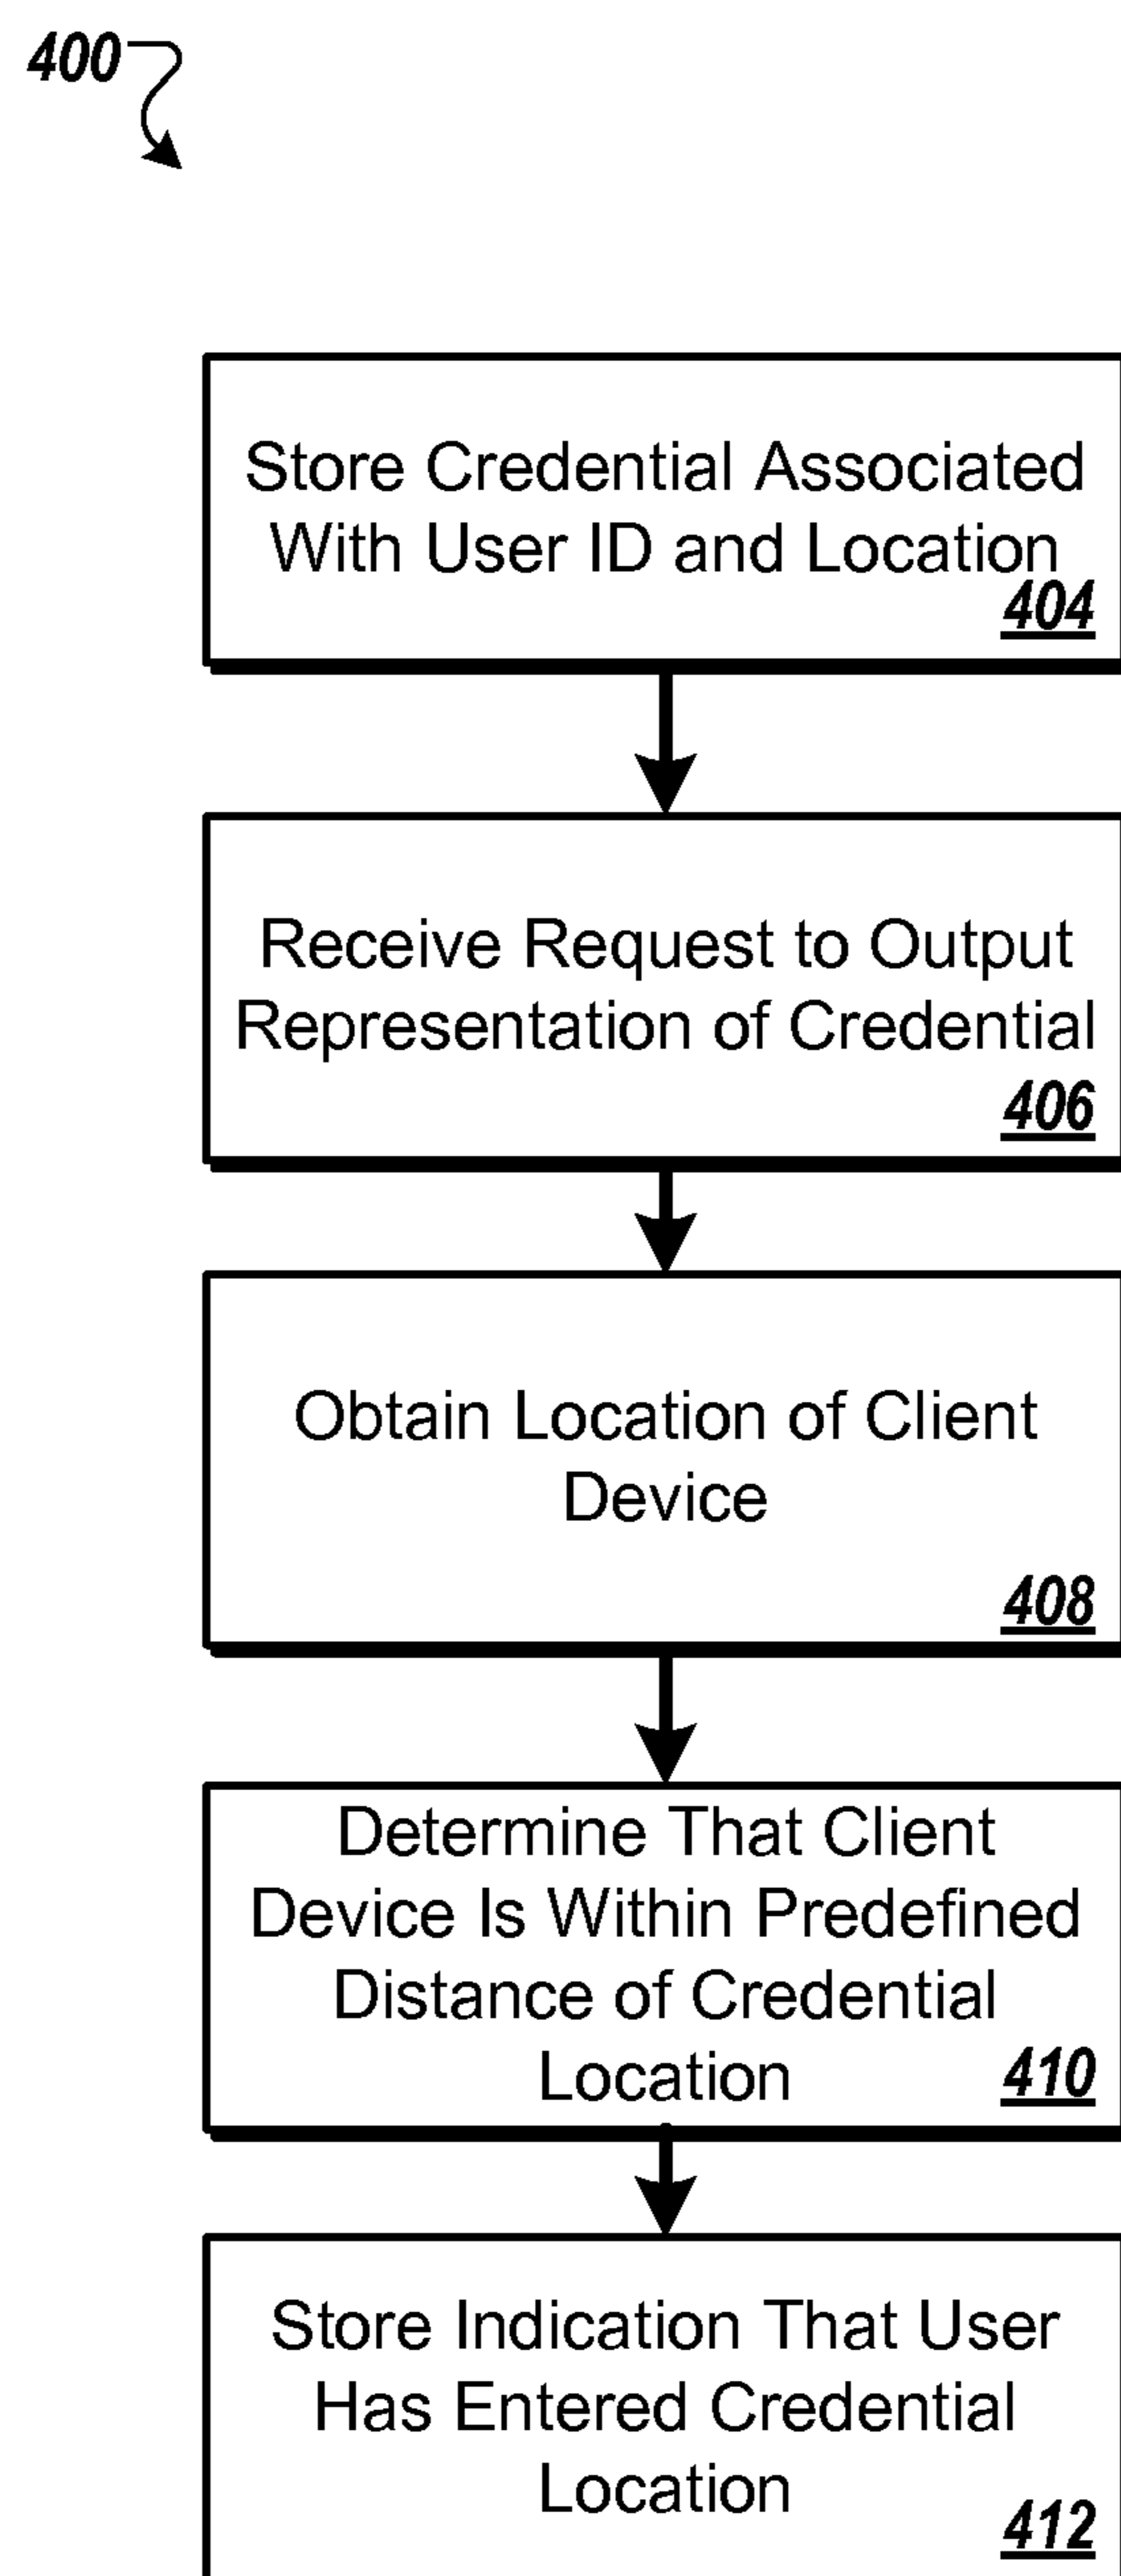 400
Store Credential Associated
With User ID and Location
404
Receive Request to Output
Representation of Credential
406
Obtain Location of Client
Device
408
Determine That Client
Device Is Within Predefined
Distance of Credential
Location
410
Store Indication That User
Has Entered Credential
Location
412